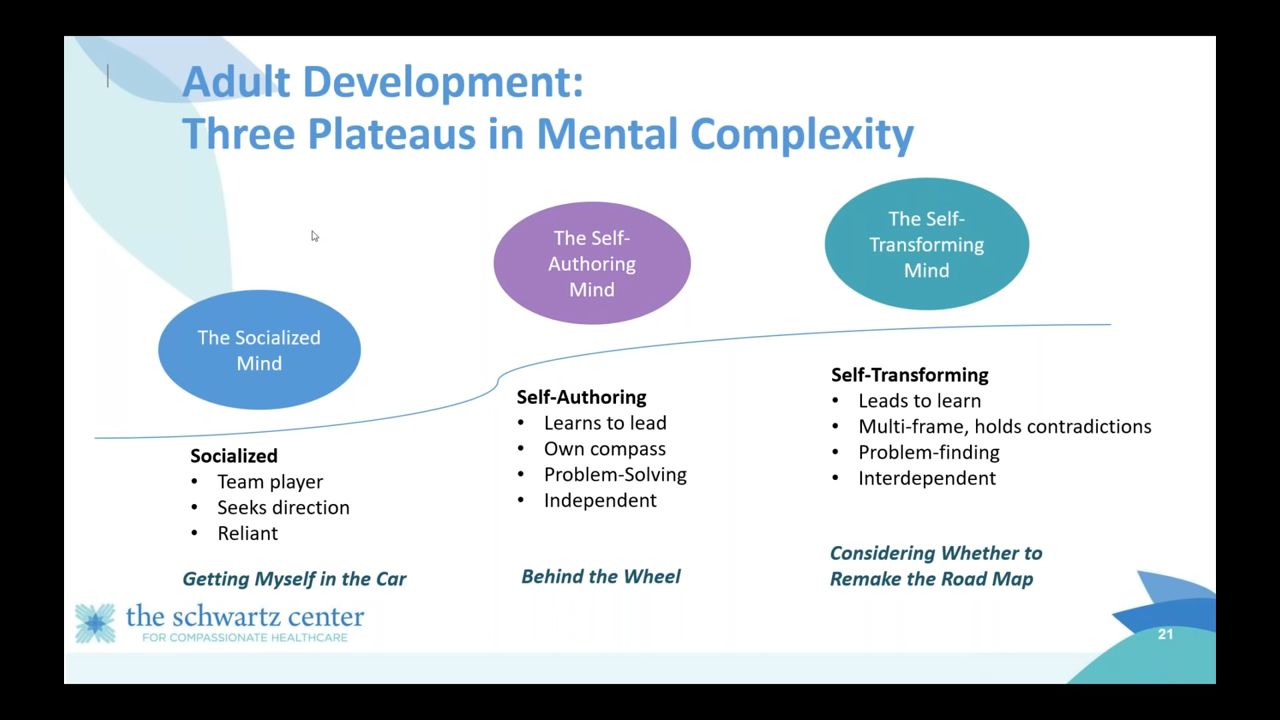 Adult Development:
Three Plateaus in Mental Complexity
The Socialized
Mind
The Self-
Authoring
Mind
The Self-
Transforming
Mind
Socialized
• Team player
• Seeks direction
• Reliant
Getting Myself in the Car
Self-Authoring
• Learns to lead
• Own compass
• Problem-Solving
• Independent
Behind the Wheel
Self-Transforming
• Leads to learn
• Multi-frame, holds contradictions
• Problem-finding
• Interdependent
Considering Whether to
Remake the Road Map
the schwartz center
FOR COMPASSIONATE HEALTHCARE
21